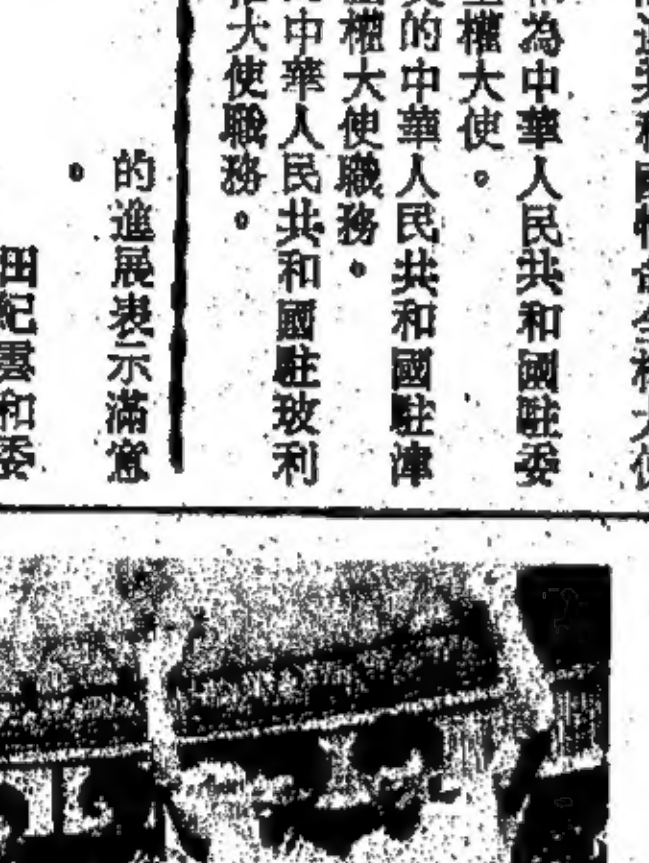 為中華人民共和國駐委
權大使。
的中華人民共和國駐津
權大使職務。
中華人民共和國駐玻利
大使職務。
的進展表示滿意
。
田紀雲和委